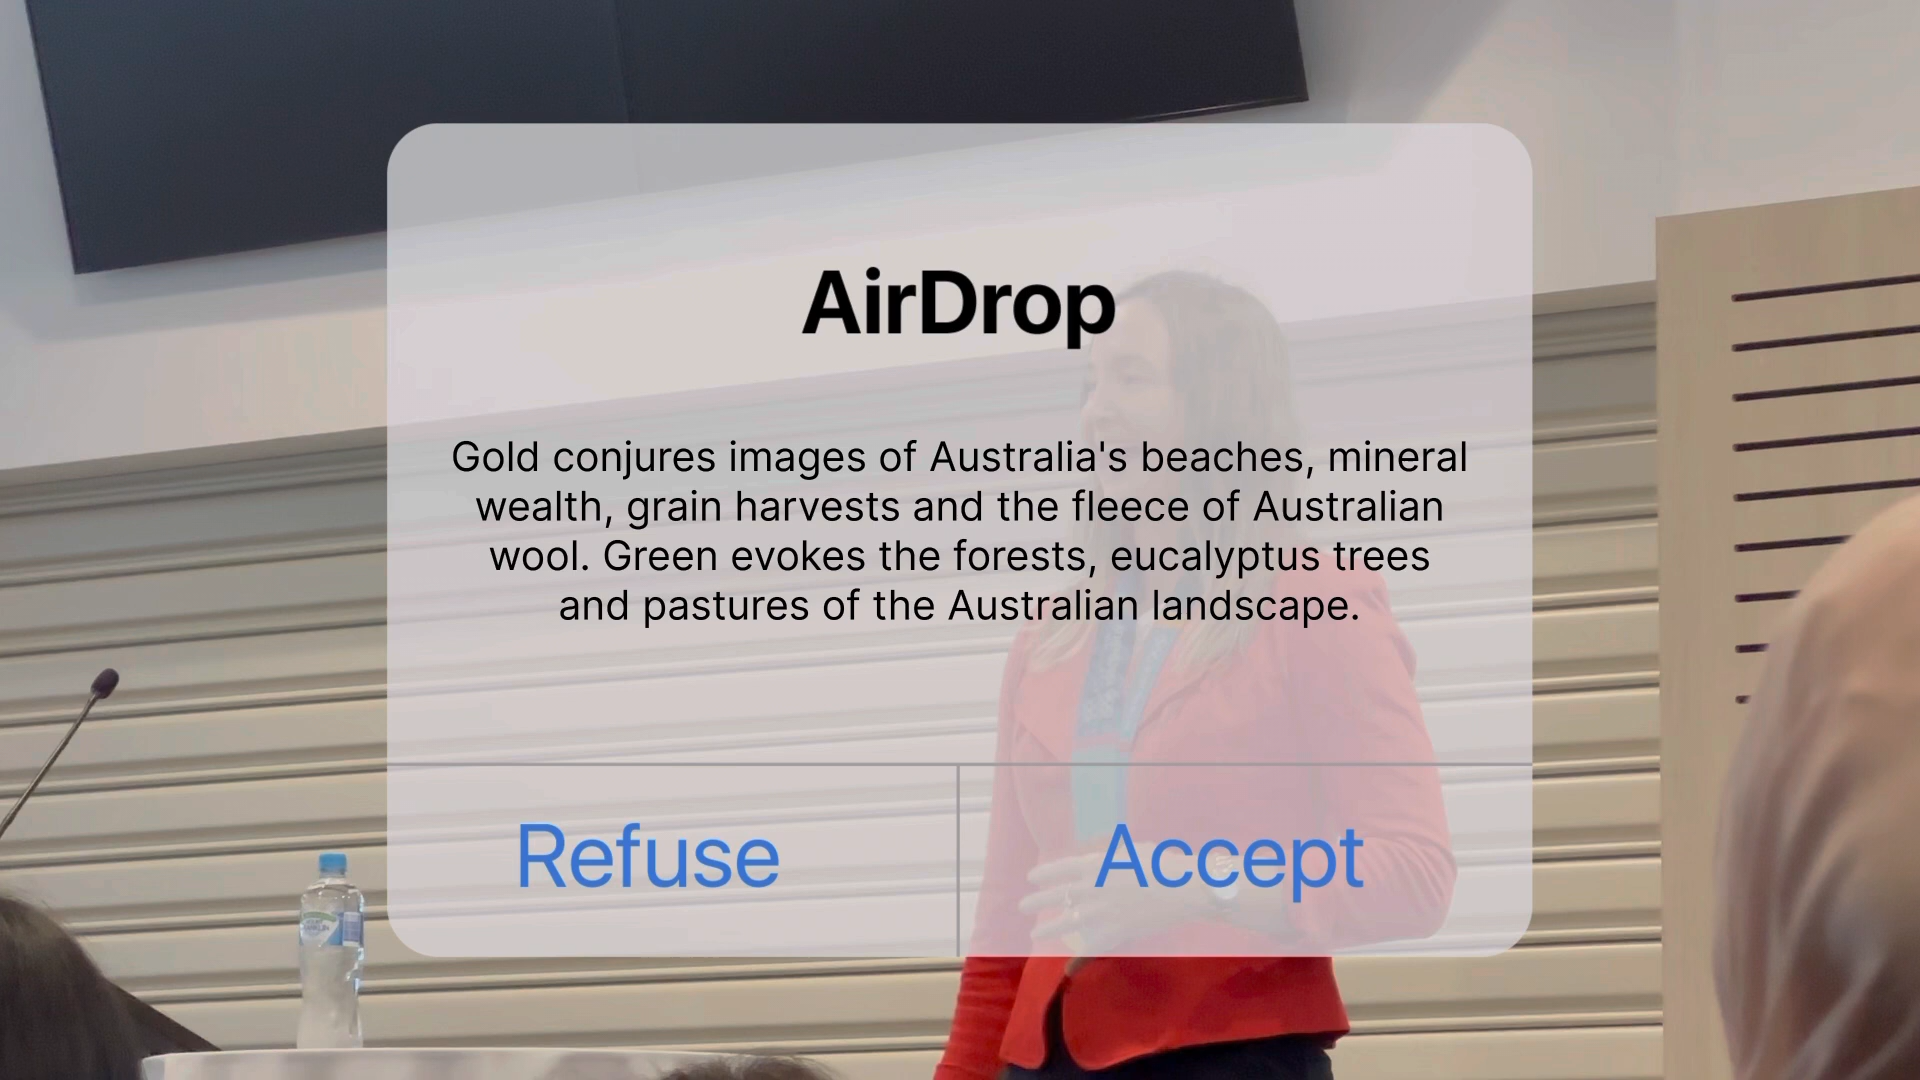 AirDrop
Gold conjures images of Australia's beaches, mineral
wealth, grain harvests and the fleece of Australian
wool. Green evokes the forests, eucalyptus trees
and pastures of the Australian landscape.
Refuse
Accept